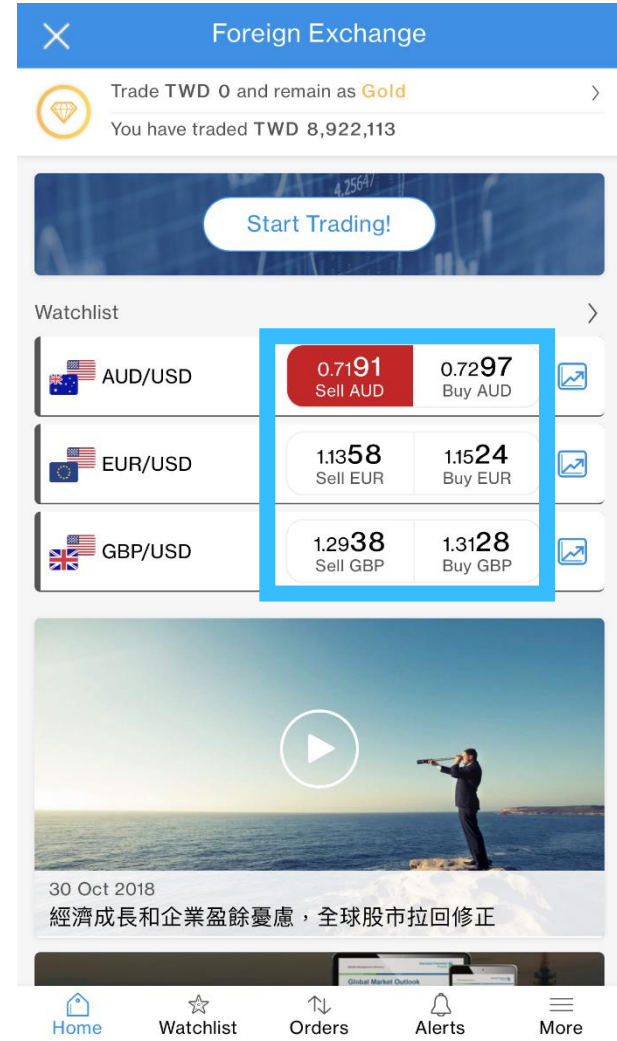 Foreign Exchange
Trade TWD 0 and remain as Gold
You have traded TWD 8,922,113
4.25647
Start Trading!
Watchlist
AUD/USD
0.7191
Sell AUD
0.7297
Buy AUD
EUR/USD
1.1358
Sell EUR
1.1524
Buy EUR
GBP/USD
1.2938
Sell GBP
1.3128
Buy GBP
30 Oct 2018
經濟成長和企業盈餘憂慮，全球股市拉回修正
Global Market Outlook
Home
Watchlist
Orders
Alerts
More